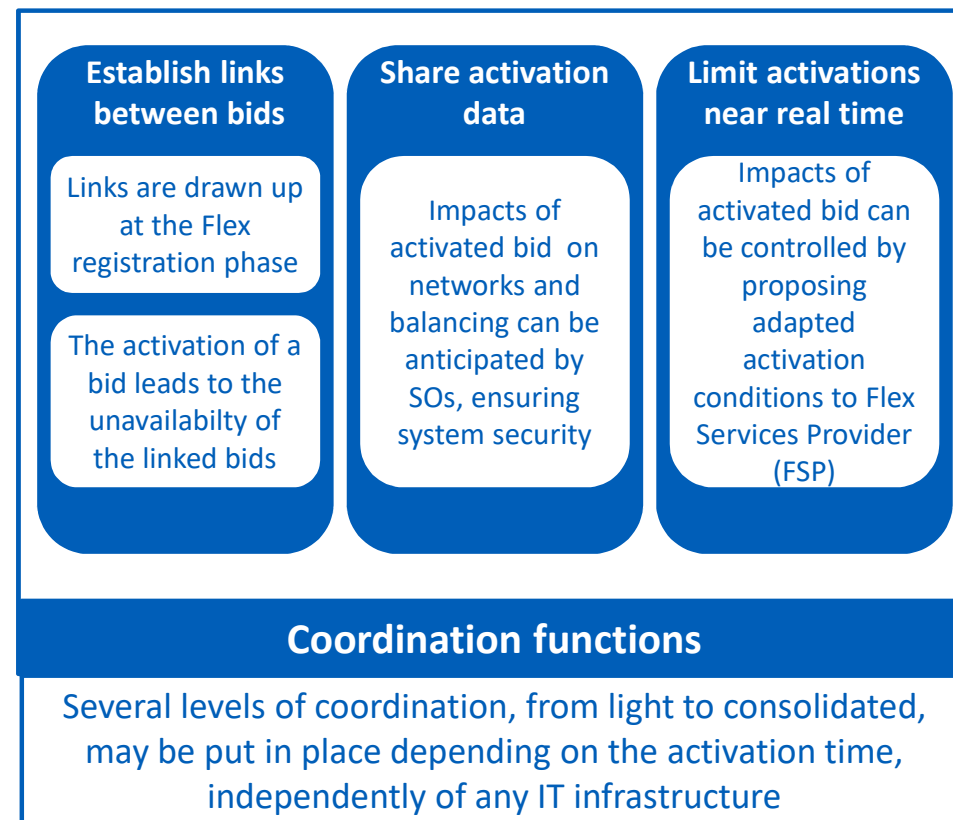 Establish links
between bids
Links are drawn up
at the Flex
registration phase
The activation of a
bid leads to the
unavailabilty of
the linked bids
Share activation
data
Impacts of
activated bid on
networks and
balancing can be
anticipated by
SOs, ensuring
system security
Limit activations
near real time
Impacts of
activated bid can
be controlled by
proposing
adapted
activation
conditions to Flex
Services Provider
(FSP)
Coordination functions
Several levels of coordination, from light to consolidated,
may be put in place depending on the activation time,
independently of any IT infrastructure